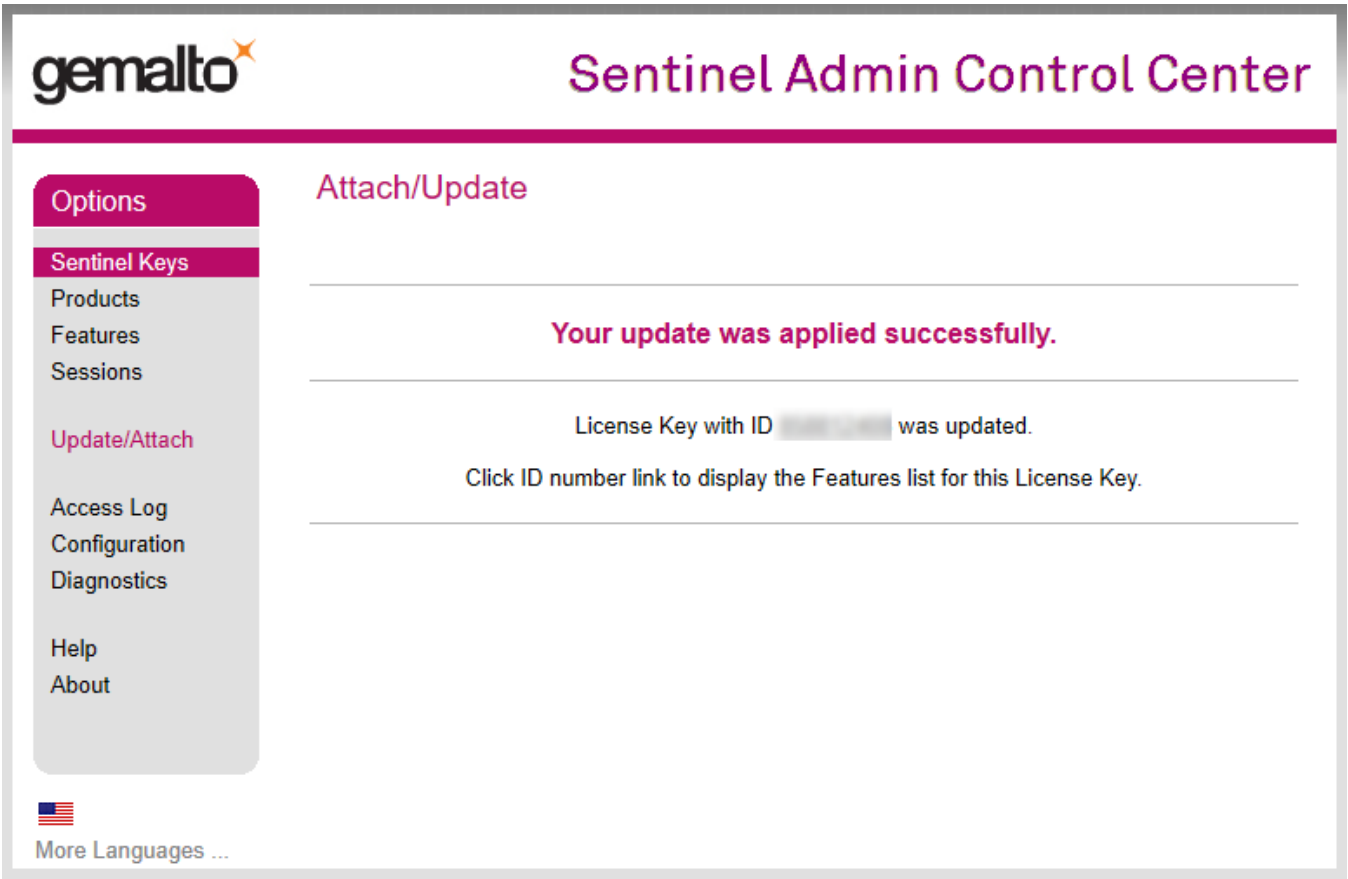 gemalto
Sentinel Admin Control Center
Options
Sentinel Keys
Products
Features
Sessions
Update/Attach
Access Log
Configuration
Diagnostics
Help
About
More Languages ...
Attach/Update
Your update was applied successfully.
License Key with ID was updated.
Click ID number link to display the Features list for this License Key.